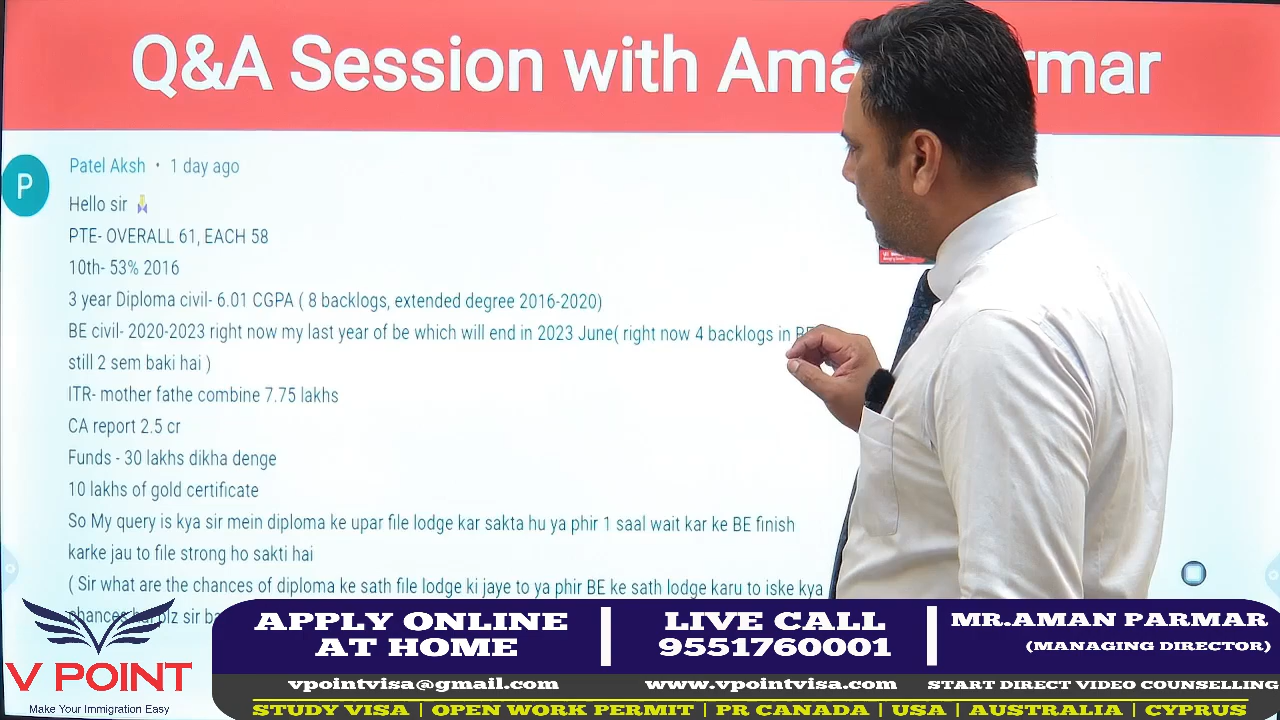 Q&A Session with Ama rmar
P
Patel Aksh • 1 day ago
Hello sir 🙏
PTE- OVERALL 61, EACH 58
10th- 53% 2016
3 year Diploma civil- 6.01 CGPA ( 8 backlogs, extended degree 2016-2020)
BE civil- 2020-2023 right now my last year of be which will end in 2023 June( right now 4 backlogs in BE
still 2 sem baki hai )
ITR- mother fathe combine 7.75 lakhs
CA report 2.5 cr
Funds - 30 lakhs dikha denge
10 lakhs of gold certificate
So My query is kya sir mein diploma ke upar file lodge kar sakta hu ya phir 1 saal wait kar ke BE finish
karke jau to file strong ho sakti hai
( Sir what are the chances of diploma ke sath file lodge ki jaye to ya phir BE ke sath lodge karu to iske kya
chances sir
V POINT
Make Your Immigration Easy
APPLY ONLINE
AT HOME
LIVE CALL
9551760001
MR.AMAN PARMAR
(MANAGING DIRECTOR)
vpointvisa@gmail.com
www.vpointvisa.com
START DIRECT VIDEO COUNSELLING
STUDY VISA | OPEN WORK PERMIT | PR CANADA | USA | AUSTRALIA | CYPRUS